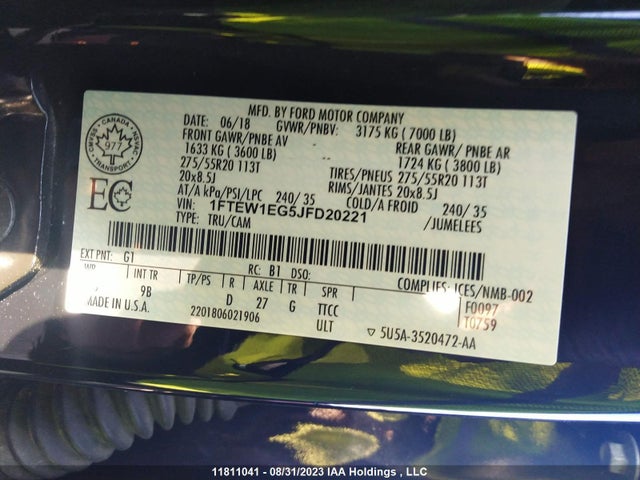 MFD. BY FORD MOTOR COMPANY
DATE: 06/18 GVWR/PNBV: 3175 KG ( 7000 LB)
FRONT GAWR/PNBE AV REAR GAWR/ PNBE AR
1633 KG ( 3600 LB) 1724 KG ( 3800 LB)
275/55R20 113T TIRES/PNEUS 275/55R20 113T
20x8.5J RIMS/JANTES 20x8.5J
AT/A kPa/PSI/LPC 240/ 35 COLD/A FROID 240/ 35
VIN: 1FTEW1EG5JFD20221 /JUMELEES
TYPE: TRU/CAM
CANADA
TRANSPORT
977
EC
EXT PNT: G1 RC: B1 DSO: COMPLIES: ICES/NMB-002
INT TR TP/PS R AXLE TR SPR F0097
9B D 27 G TTCC T0759
MADE IN U.S.A. 2201806021906 ULT ▽ 5U5A-3520472-AA
11811041 - 08/31/2023 IAA Holdings , LLC